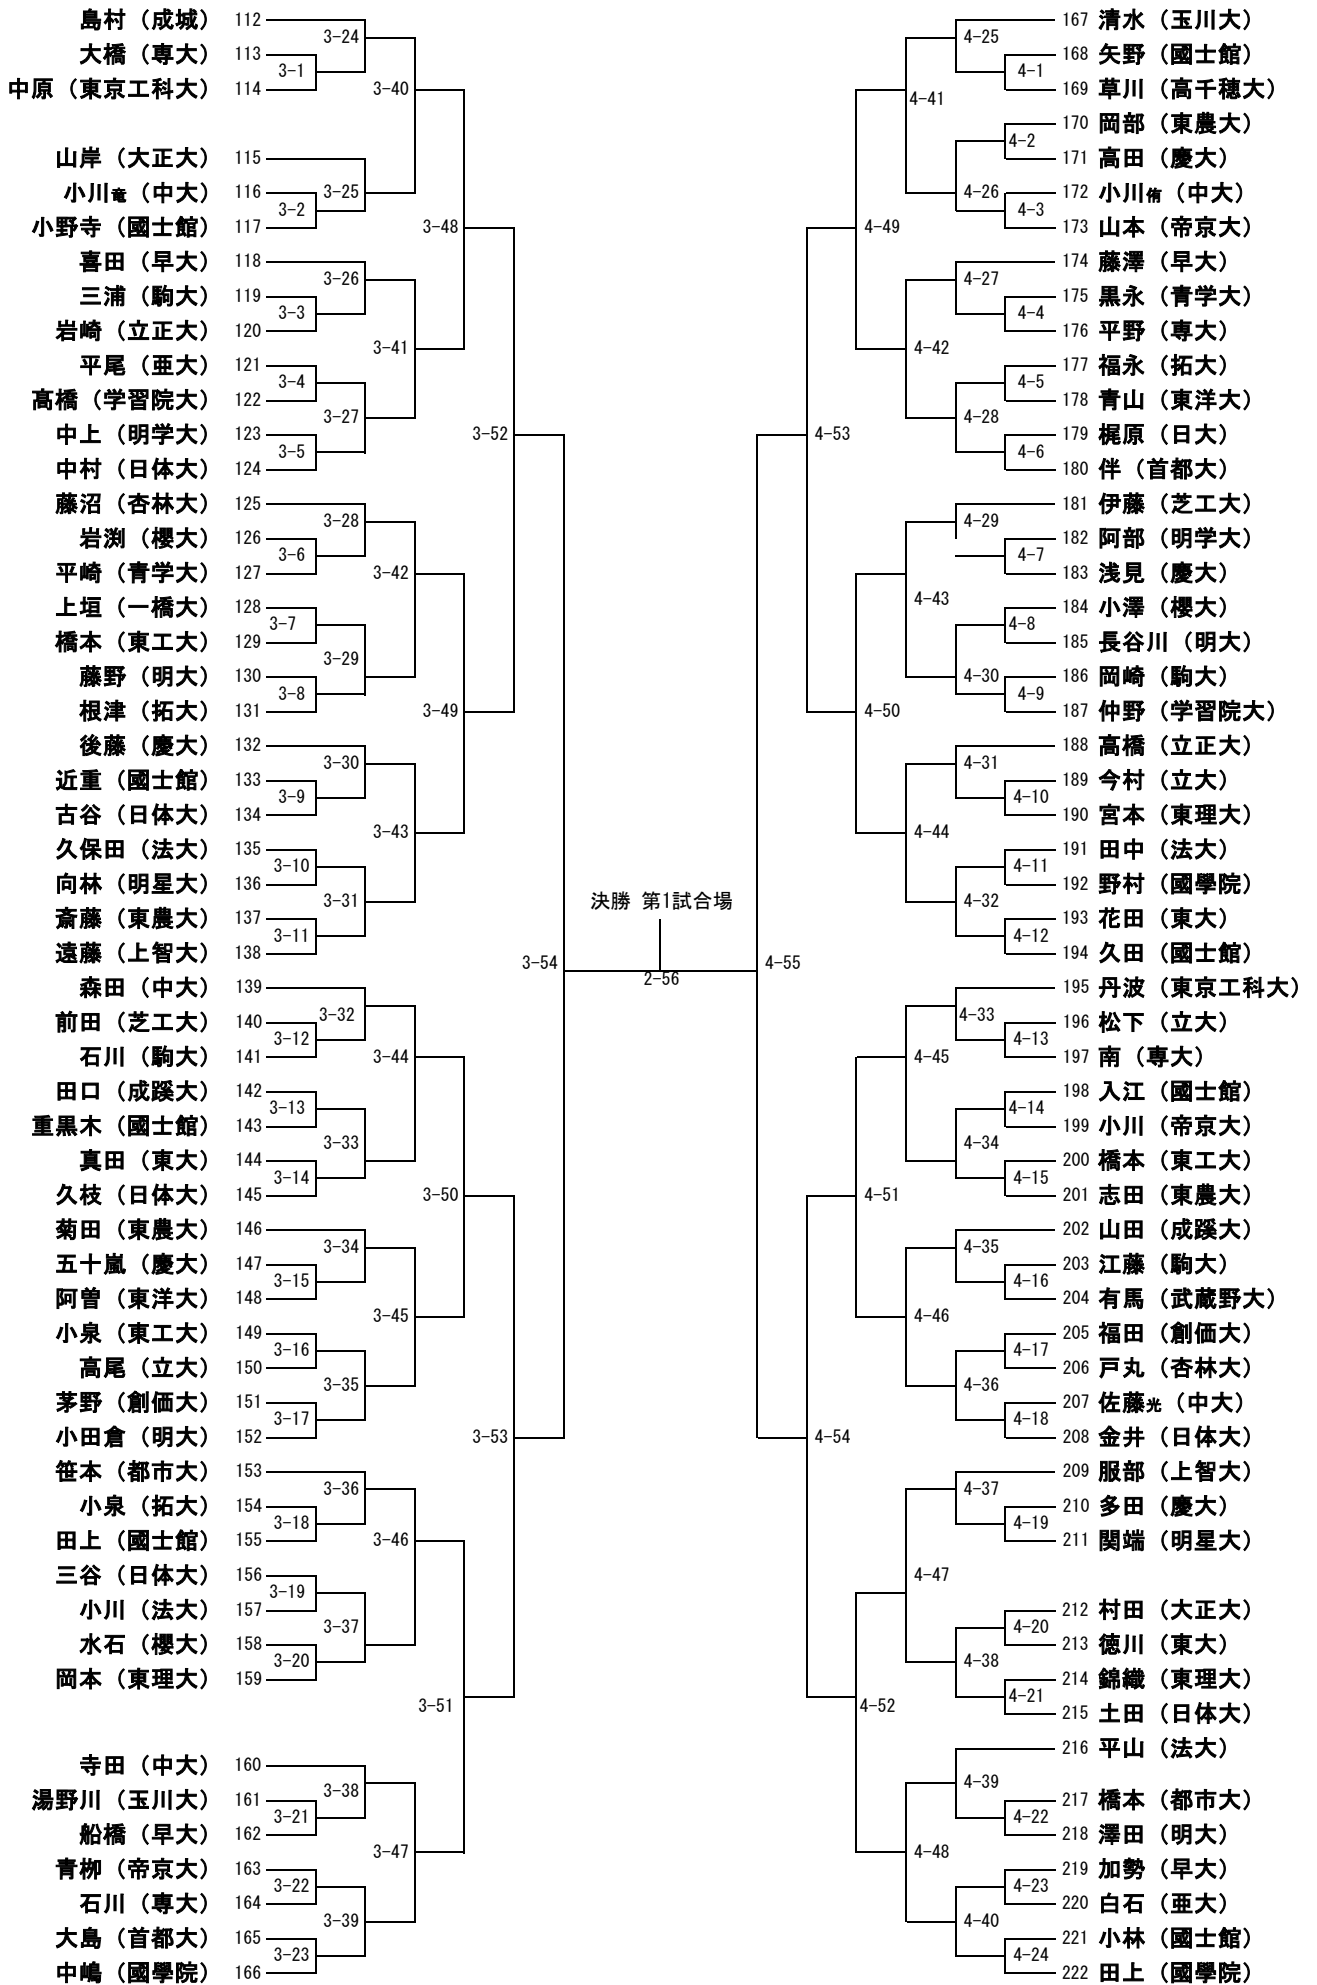 島村（成城） 112
大橋（専大） 113
中原（東京工科大） 114
山岸（大正大） 115
小川竜（中大） 116
小野寺（國士館） 117
喜田（早大） 118
三浦（駒大） 119
岩崎（立正大） 120
平尾（亜大） 121
髙橋（学習院大） 122
中上（明学大） 123
中村（日体大） 124
藤沼（杏林大） 125
岩渕（櫻大） 126
平崎（青学大） 127
上垣（一橋大） 128
橋本（東工大） 129
藤野（明大） 130
根津（拓大） 131
後藤（慶大） 132
近重（國士館） 133
古谷（日体大） 134
久保田（法大） 135
向林（明星大） 136
斎藤（東農大） 137
遠藤（上智大） 138
森田（中大） 139
前田（芝工大） 140
石川（駒大） 141
田口（成蹊大） 142
重黒木（國士館） 143
真田（東大） 144
久枝（日体大） 145
菊田（東農大） 146
五十嵐（慶大） 147
阿曽（東洋大） 148
小泉（東工大） 149
高尾（立大） 150
茅野（創価大） 151
小田倉（明大） 152
笹本（都市大） 153
小泉（拓大） 154
田上（國士館） 155
三谷（日体大） 156
小川（法大） 157
水石（櫻大） 158
岡本（東理大） 159
寺田（中大） 160
湯野川（玉川大） 161
船橋（早大） 162
青栁（帝京大） 163
石川（専大） 164
大島（首都大） 165
中嶋（國學院） 166
3-1
3-2
3-3
3-4
3-5
3-6
3-7
3-8
3-9
3-10
3-11
3-12
3-13
3-14
3-15
3-16
3-17
3-18
3-19
3-20
3-21
3-22
3-23
3-24
3-25
3-26
3-27
3-28
3-29
3-30
3-31
3-32
3-33
3-34
3-35
3-36
3-37
3-38
3-39
3-40
3-41
3-42
3-43
3-44
3-45
3-46
3-47
3-48
3-49
3-50
3-51
3-52
3-53
3-54
決勝 第1試合場
2-56
4-55
4-53
4-54
4-49
4-50
4-51
4-52
4-41
4-42
4-43
4-44
4-45
4-46
4-47
4-48
4-25
4-26
4-27
4-28
4-29
4-30
4-31
4-32
4-33
4-34
4-35
4-36
4-37
4-38
4-39
4-40
4-1
4-2
4-3
4-4
4-5
4-6
4-7
4-8
4-9
4-10
4-11
4-12
4-13
4-14
4-15
4-16
4-17
4-18
4-19
4-20
4-21
4-22
4-23
4-24
167 清水（玉川大）
168 矢野（國士館）
169 草川（高千穂大）
170 岡部（東農大）
171 高田（慶大）
172 小川侑（中大）
173 山本（帝京大）
174 藤澤（早大）
175 黒永（青学大）
176 平野（専大）
177 福永（拓大）
178 青山（東洋大）
179 梶原（日大）
180 伴（首都大）
181 伊藤（芝工大）
182 阿部（明学大）
183 浅見（慶大）
184 小澤（櫻大）
185 長谷川（明大）
186 岡崎（駒大）
187 仲野（学習院大）
188 高橋（立正大）
189 今村（立大）
190 宮本（東理大）
191 田中（法大）
192 野村（國學院）
193 花田（東大）
194 久田（國士館）
195 丹波（東京工科大）
196 松下（立大）
197 南（専大）
198 入江（國士館）
199 小川（帝京大）
200 橋本（東工大）
201 志田（東農大）
202 山田（成蹊大）
203 江藤（駒大）
204 有馬（武蔵野大）
205 福田（創価大）
206 戸丸（杏林大）
207 佐藤光（中大）
208 金井（日体大）
209 服部（上智大）
210 多田（慶大）
211 関端（明星大）
212 村田（大正大）
213 徳川（東大）
214 錦織（東理大）
215 土田（日体大）
216 平山（法大）
217 橋本（都市大）
218 澤田（明大）
219 加勢（早大）
220 白石（亜大）
221 小林（國士館）
222 田上（國學院）